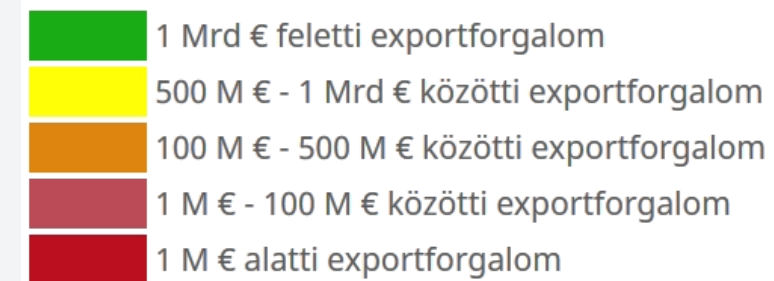 1 Mrd € feletti exportforgalom
500 M € - 1 Mrd € közötti exportforgalom
100 M € - 500 M € közötti exportforgalom
1 M € - 100 M € közötti exportforgalom
1 M € alatti exportforgalom